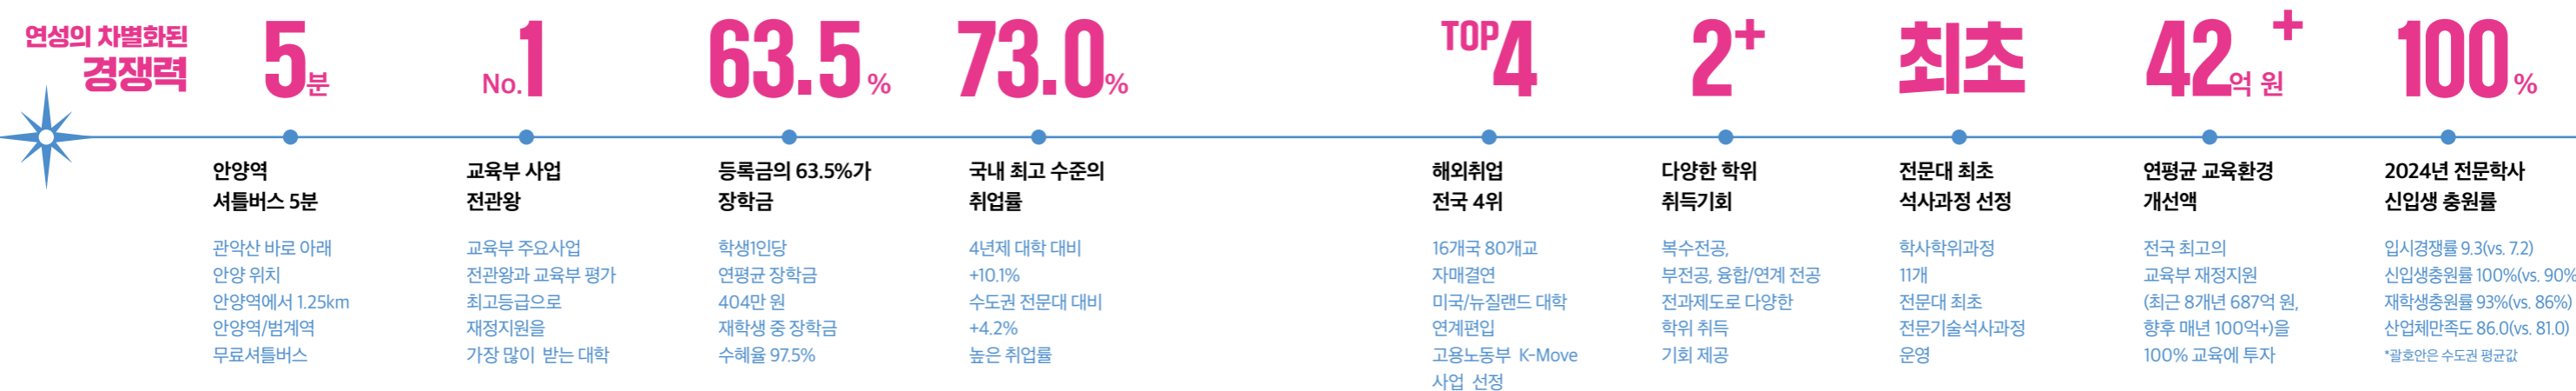 연성의 차별화된
경쟁력
5분
안양역
셔틀버스 5분
관악산 바로 아래
안양 위치
안양역에서 1.25km
안양역/범계역
무료셔틀버스
No.1
교육부 사업
전관왕
교육부 주요사업
전관왕과 교육부 평가
최고등급으로
재정지원을
가장 많이 받는 대학
63.5%
등록금의 63.5%가
장학금
학생1인당
연평균 장학금
404만 원
재학생 중 장학금
수혜율 97.5%
73.0%
국내 최고 수준의
취업률
4년제 대학 대비
+10.1%
수도권 전문대 대비
+4.2%
높은 취업률
TOP4
해외취업
전국 4위
16개국 80개교
자매결연
미국/뉴질랜드 대학
연계편입
고용노동부 K-Move
사업 선정
2+
다양한 학위
취득기회
복수전공,
부전공, 융합/연계 전공
전과제도로 다양한
학위 취득
기회 제공
최초
전문대 최초
석사과정 선정
학사학위과정
11개
전문대 최초
전문기술석사과정
운영
42억 원+
연평균 교육환경
개선액
전국 최고의
교육부 재정지원
(최근 8개년 687억 원,
향후 매년 100억+)을
100% 교육에 투자
100%
2024년 전문학사
신입생 충원률
입시경쟁률 9.3(vs. 7.2)
신입생충원률 100%(vs. 90%
재학생충원률 93%(vs. 86%)
산업체만족도 86.0(vs. 81.0)
*괄호안은 수도권 평균값